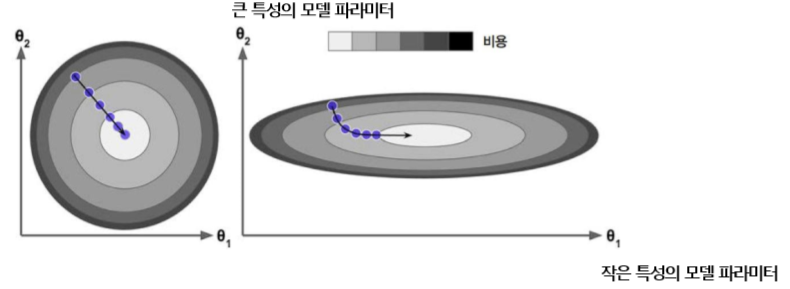 큰 특성의 모델 파라미터
θ2
θ2
비용
θ1
θ1
작은 특성의 모델 파라미터